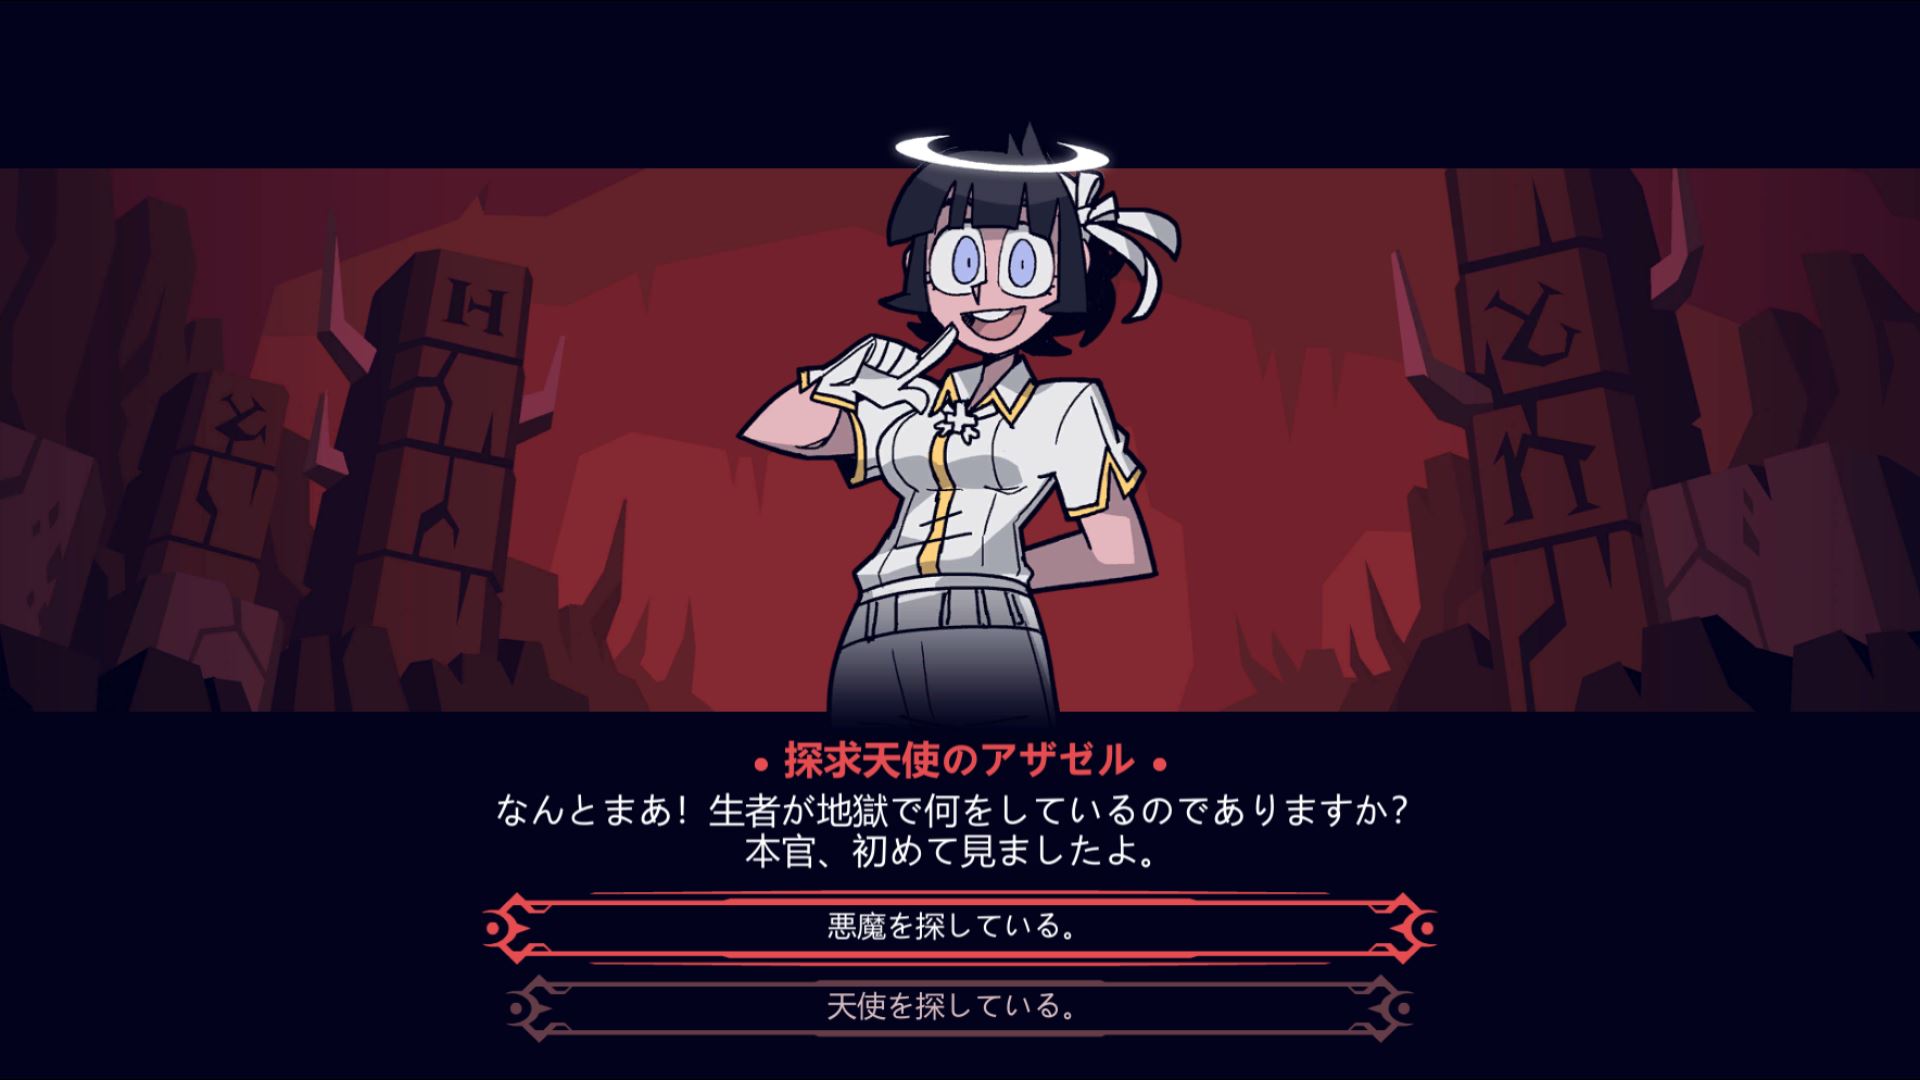 • 探求天使のアザゼル •
なんとまあ! 生者が地獄で何をしているのでありますか?
本官、初めて見ましたよ。
悪魔を探している。
天使を探している。